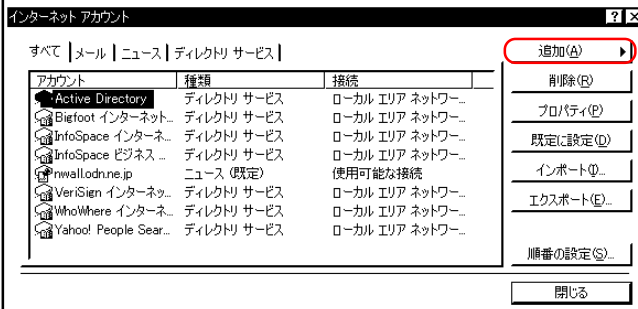 インターネット アカウント
すべて メール ニュース ディレクトリ サービス
追加(A)
アカウント 種類 接続
削除(R)
Active Directory ディレクトリ サービス ローカル エリア ネットワー...
Bigfoot インターネット... ディレクトリ サービス ローカル エリア ネットワー...
プロパティ(P)
InfoSpace インターネ... ディレクトリ サービス ローカル エリア ネットワー...
InfoSpace ビジネス ... ディレクトリ サービス ローカル エリア ネットワー...
既定に設定(D)
nwall.odn.ne.jp ニュース (既定) 使用可能な接続
インポート(I)...
VeriSign インターネッ... ディレクトリ サービス ローカル エリア ネットワー...
WhoWhere インターネ... ディレクトリ サービス ローカル エリア ネットワー...
エクスポート(E)...
Yahoo! People Sear... ディレクトリ サービス ローカル エリア ネットワー...
順番の設定(S)...
閉じる